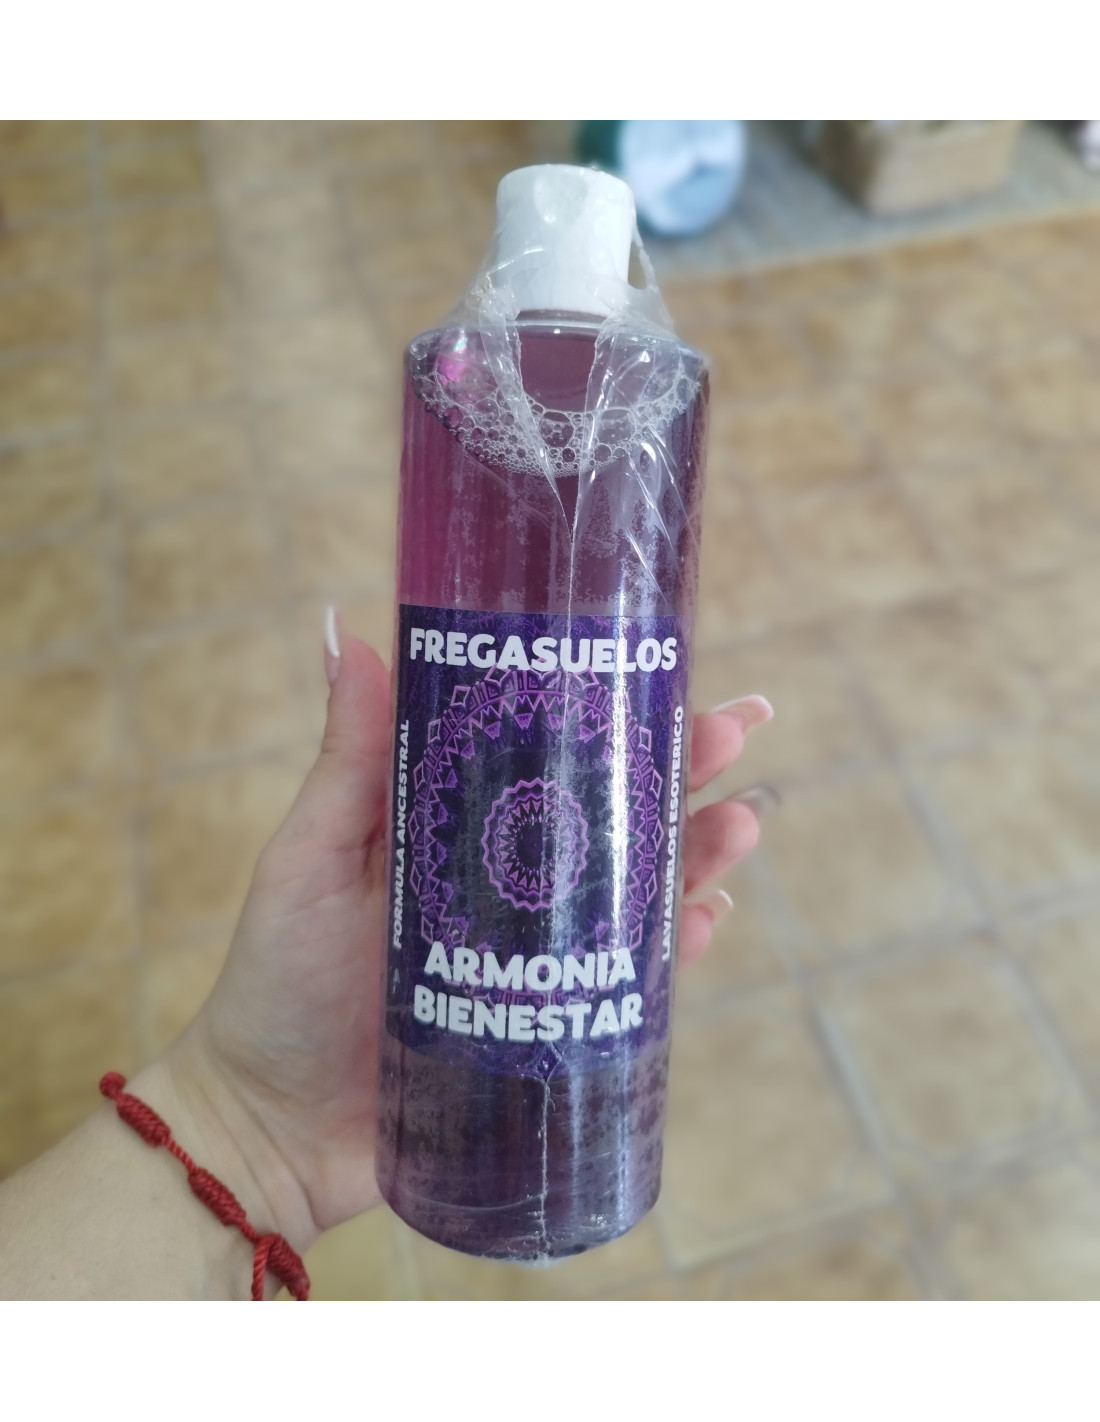 FREGASUELOS
FORMULA ANCESTRAL
LAVASUELOS ESOTERICO
ARMONIA
BIENESTAR